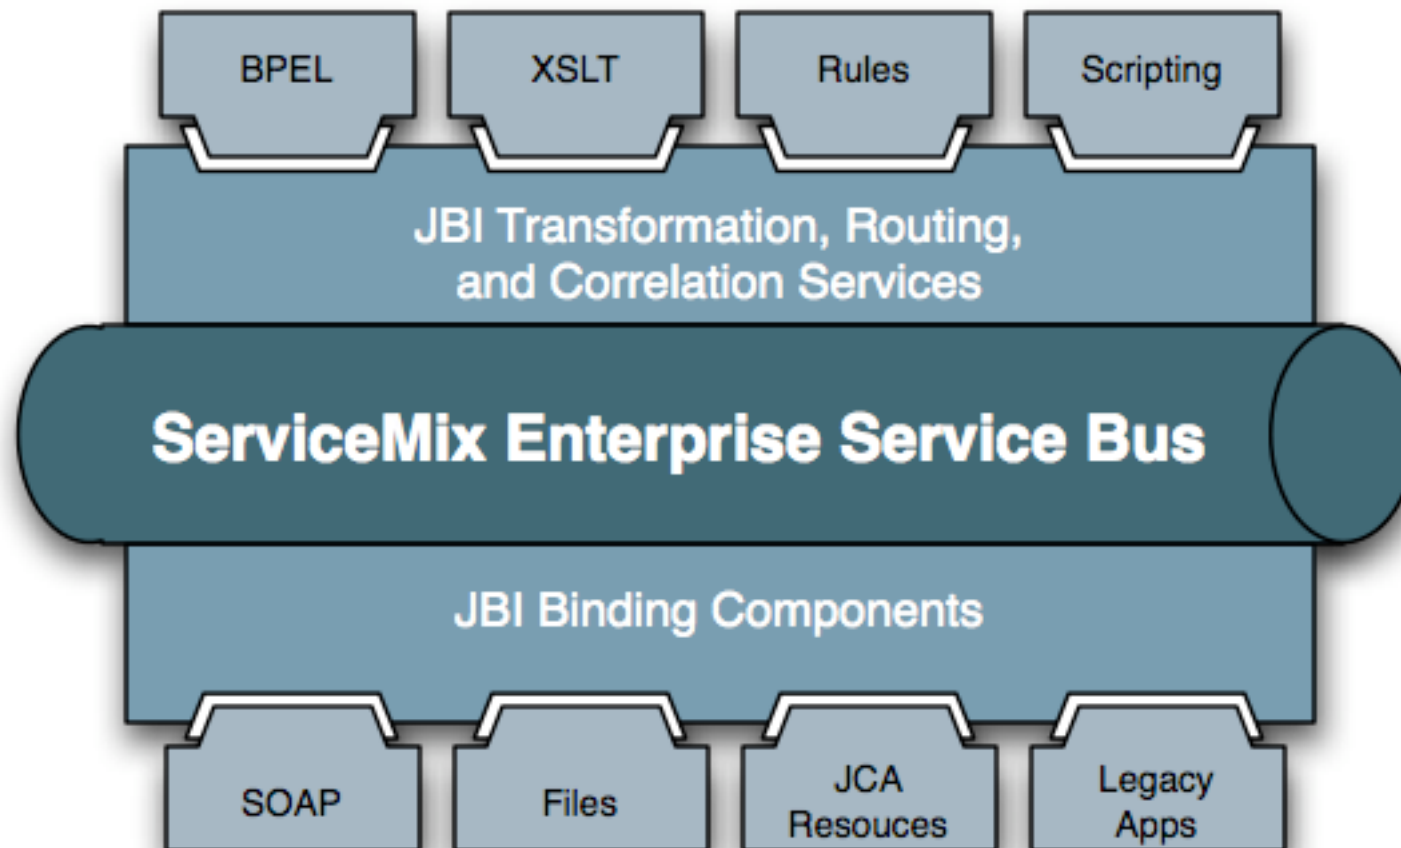 BPEL
XSLT
Rules
Scripting
JBI Transformation, Routing,
and Correlation Services
ServiceMix Enterprise Service Bus
JBI Binding Components
SOAP
Files
JCA
Resouces
Legacy
Apps